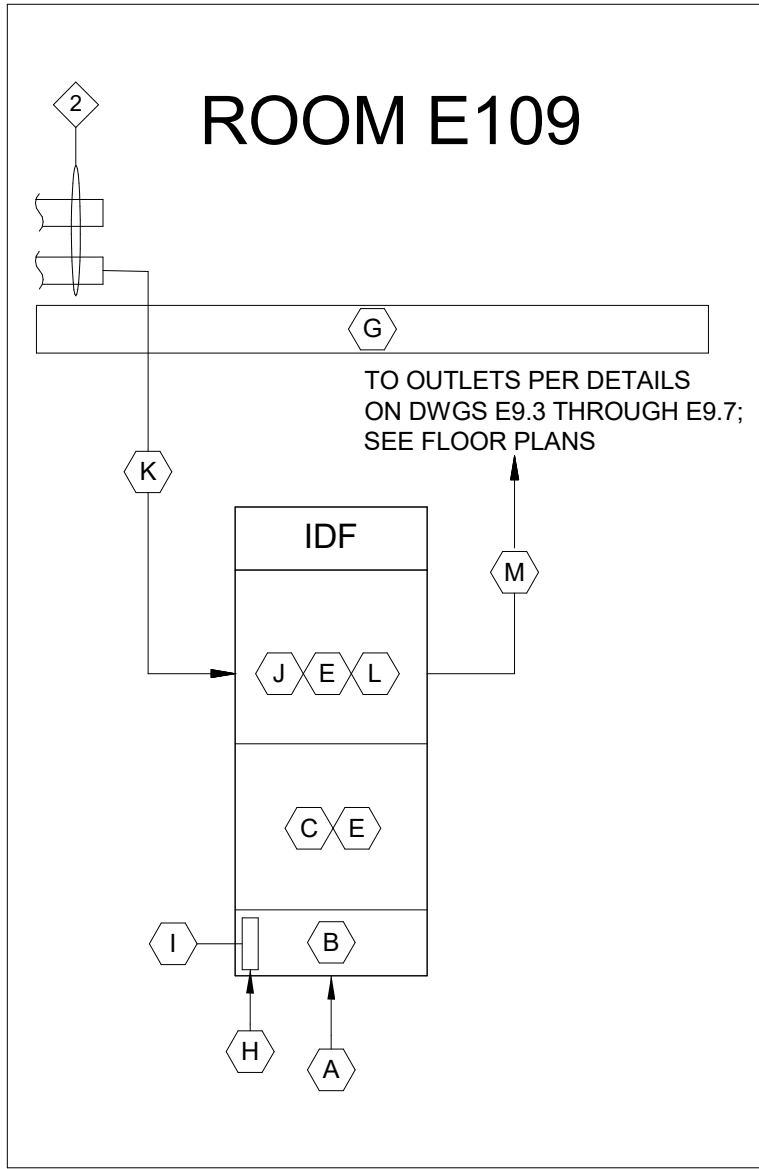 2
ROOM E109
G
TO OUTLETS PER DETAILS
ON DWGS E9.3 THROUGH E9.7;
SEE FLOOR PLANS
K
IDF
M
J E L
C E
I
B
H
A